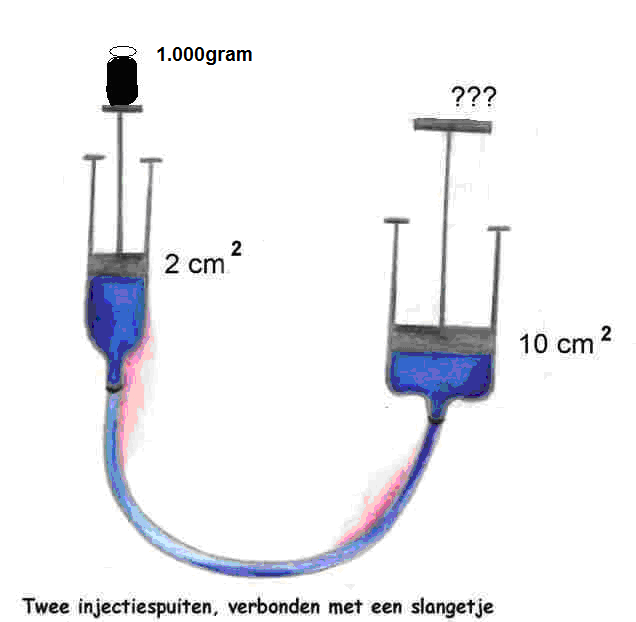 1.000gram
???
2 cm²
10 cm²
Twee injectiespuiten, verbonden met een slangetje